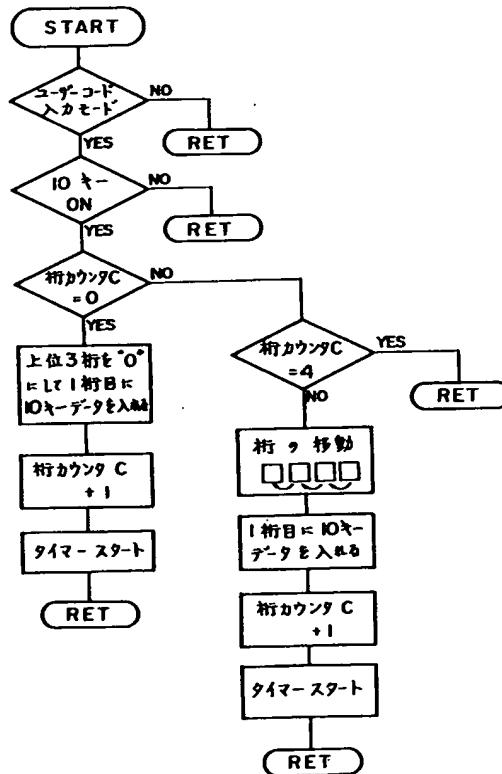 START
ユーザーコード
入力モード
NO
RET
YES
10 キー
ON
NO
RET
YES
桁カウンタC
=0
NO
YES
上位3桁を"0"
にして1桁目に
10キーデータを入れる
桁カウンタ C
+1
タイマースタート
RET
桁カウンタC
=4
YES
RET
NO
桁の移動
1桁目に10キー
データを入れる
桁カウンタ C
+1
タイマースタート
RET